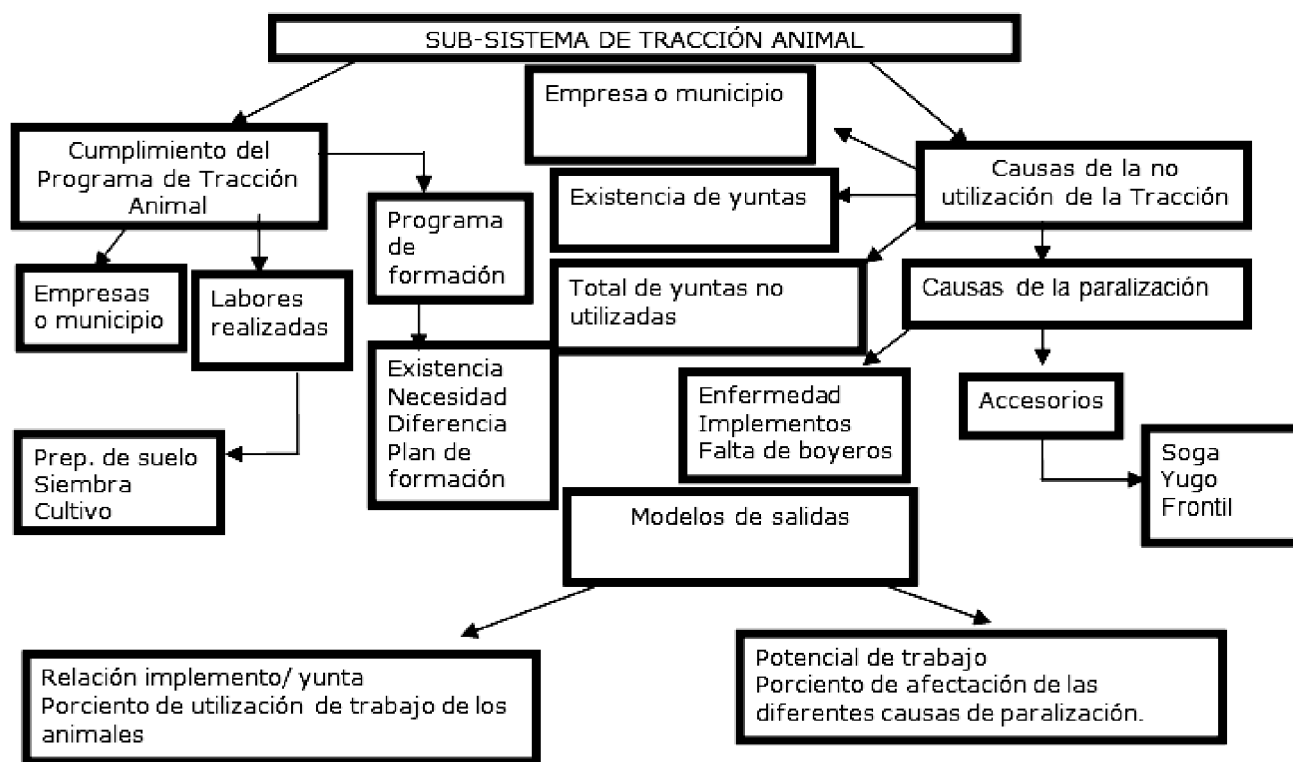 SUB-SISTEMA DE TRACCIÓN ANIMAL
Empresa o municipio
Cumplimiento del
Programa de Tracción
Animal
Causas de la no
utilización de la Tracción
Existencia de yuntas
Programa
de
formación
Empresas
o municipio
Labores
realizadas
Total de yuntas no
utilizadas
Causas de la paralización
Existencia
Necesidad
Diferencia
Plan de
formación
Enfermedad
Implementos
Falta de boyeros
Accesorios
Prep. de suelo
Siembra
Cultivo
Soga
Yugo
Frontil
Modelos de salidas
Relación implemento/ yunta
Porciento de utilización de trabajo de los
animales
Potencial de trabajo
Porciento de afectación de las
diferentes causas de paralización.